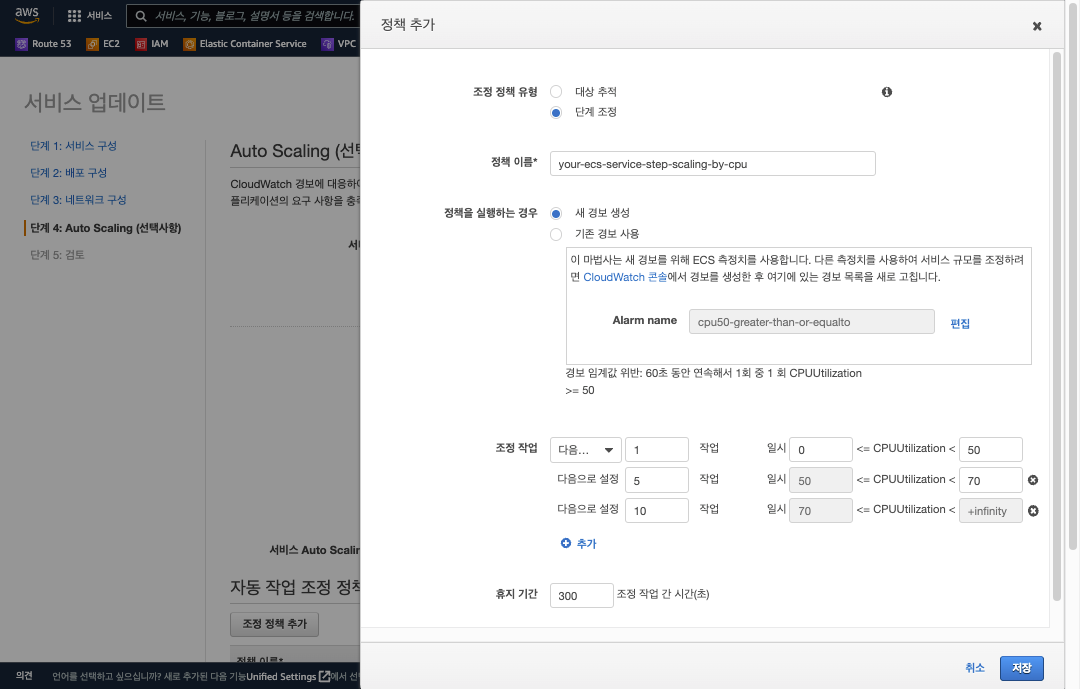 aws
서비스
서비스, 기능, 블로그, 설명서 등을 검색합니다.
Route 53 EC2 IAM Elastic Container Service VPC
서비스 업데이트
단계 1: 서비스 구성
단계 2: 배포 구성
단계 3: 네트워크 구성
단계 4: Auto Scaling (선택사항)
단계 5: 검토
Auto Scaling (선택
CloudWatch 경보에 대응하여
플리케이션의 요구 사항을 충족
서비스 Auto Scalin
자동 작업 조정 정책
조정 정책 추가
정책 이름*
의견
언어를 선택하고 싶으십니까? 새로 추가된 다음 기능Unified Settings 에서 선
정책 추가
조정 정책 유형
대상 추적
단계 조정
정책 이름*
your-ecs-service-step-scaling-by-cpu
정책을 실행하는 경우
새 경보 생성
기존 경보 사용
이 마법사는 새 경보를 위해 ECS 측정치를 사용합니다. 다른 측정치를 사용하여 서비스 규모를 조정하려
면 CloudWatch 콘솔에서 경보를 생성한 후 여기에 있는 경보 목록을 새로 고칩니다.
Alarm name cpu50-greater-than-or-equalto 편집
경보 임계값 위반: 60초 동안 연속해서 1회 중 1 회 CPUUtilization
>= 50
조정 작업 다음... 1 작업 일시 0 <= CPUUtilization < 50
다음으로 설정 5 작업 일시 50 <= CPUUtilization < 70
다음으로 설정 10 작업 일시 70 <= CPUUtilization < +infinity
추가
휴지 기간 300 조정 작업 간 시간(초)
취소 저장